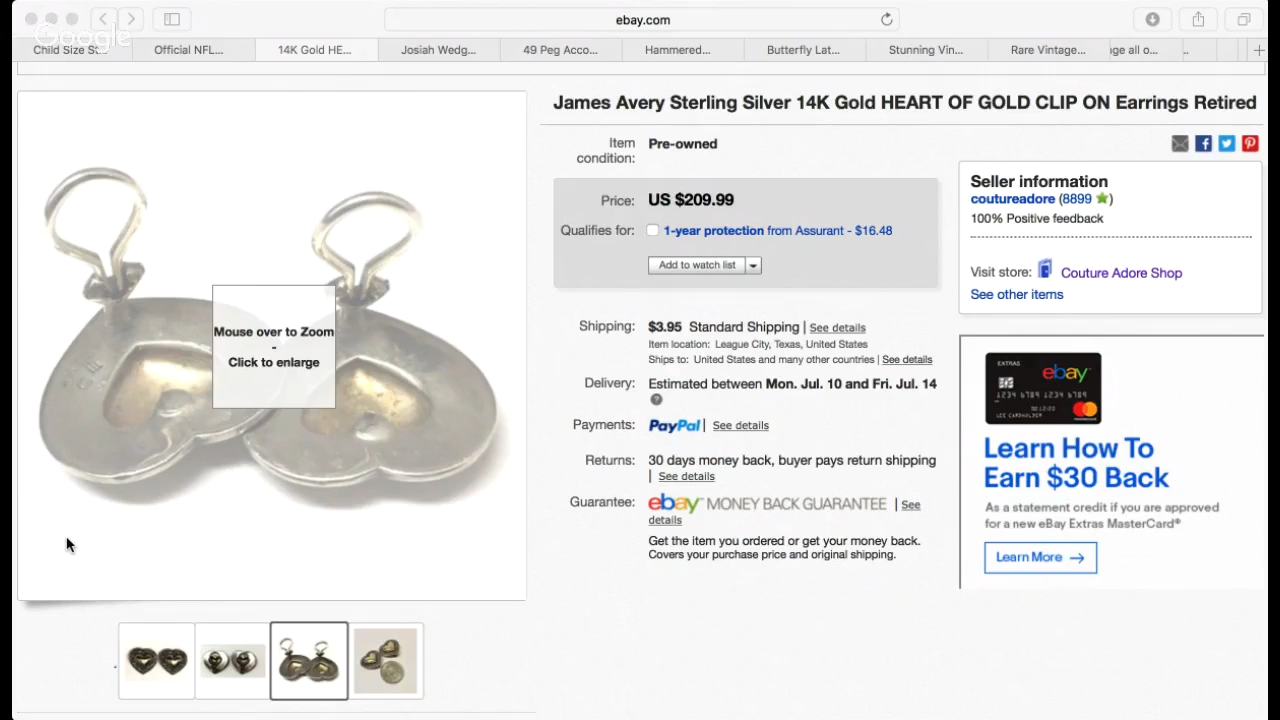 ebay.com
Google
Child Size S...
Official NFL...
14K Gold HE...
Josiah Wedg...
49 Peg Acco...
Hammered...
Butterfly Lat...
Stunning Vin...
Rare Vintage...
ge all o...
James Avery Sterling Silver 14K Gold HEART OF GOLD CLIP ON Earrings Retired
Item condition:
Pre-owned
Price:
US $209.99
Qualifies for:
1-year protection from Assurant - $16.48
Add to watch list
Mouse over to Zoom
-
Click to enlarge
Shipping:
$3.95 Standard Shipping | See details
Item location: League City, Texas, United States
Ships to: United States and many other countries | See details
Delivery:
Estimated between Mon. Jul. 10 and Fri. Jul. 14
?
Payments:
PayPal | See details
Returns:
30 days money back, buyer pays return shipping
| See details
Guarantee:
ebay MONEY BACK GUARANTEE | See
details
Get the item you ordered or get your money back.
Covers your purchase price and original shipping.
Seller information
coutureadore (8899 )
100% Positive feedback
Visit store: Couture Adore Shop
See other items
EXTRAS
ebay
LEE CARDHOLDER
Learn How To
Earn $30 Back
As a statement credit if you are approved
for a new eBay Extras MasterCard®
Learn More →